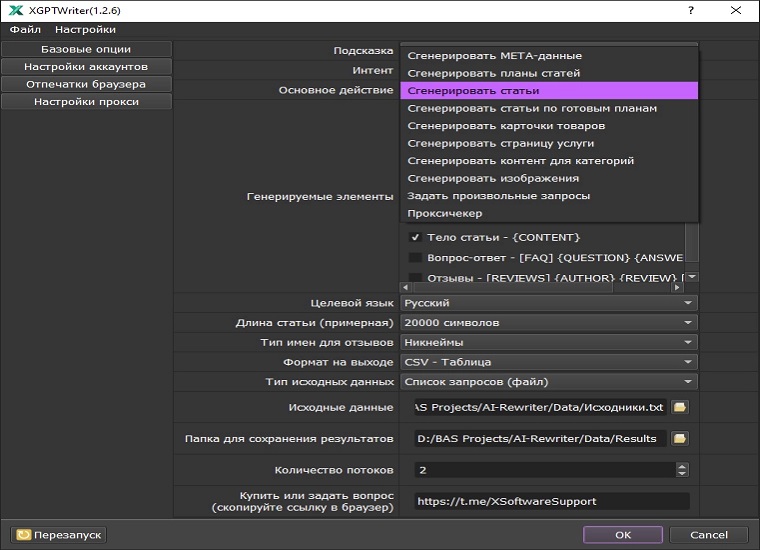 XGPTWriter(1.2.6)
?
Файл Настройки
Базовые опции
Настройки аккаунтов
Отпечатки браузера
Настройки прокси
Подсказка
Интент
Основное действие
Сгенерировать META-данные
Сгенерировать планы статей
Сгенерировать статьи
Сгенерировать статьи по готовым планам
Сгенерировать карточки товаров
Сгенерировать страницу услуги
Сгенерировать контент для категорий
Сгенерировать изображения
Задать произвольные запросы
Проксичекер
Генерируемые элементы
Тело статьи - {CONTENT}
Вопрос-ответ - [FAQ] {QUESTION} {ANSWE
Отзывы - [REVIEWS] {AUTHOR} {REVIEW} [
Целевой язык Русский
Длина статьи (примерная) 20000 символов
Тип имен для отзывов Никнеймы
Формат на выходе CSV - Таблица
Тип исходных данных Список запросов (файл)
Исходные данные AS Projects/AI-Rewriter/Data/Исходники.txt
Папка для сохранения результатов D:/BAS Projects/AI-Rewriter/Data/Results
Количество потоков 2
Купить или задать вопрос
(скопируйте ссылку в браузер) https://t.me/XSoftwareSupport
Перезапуск OK Cancel